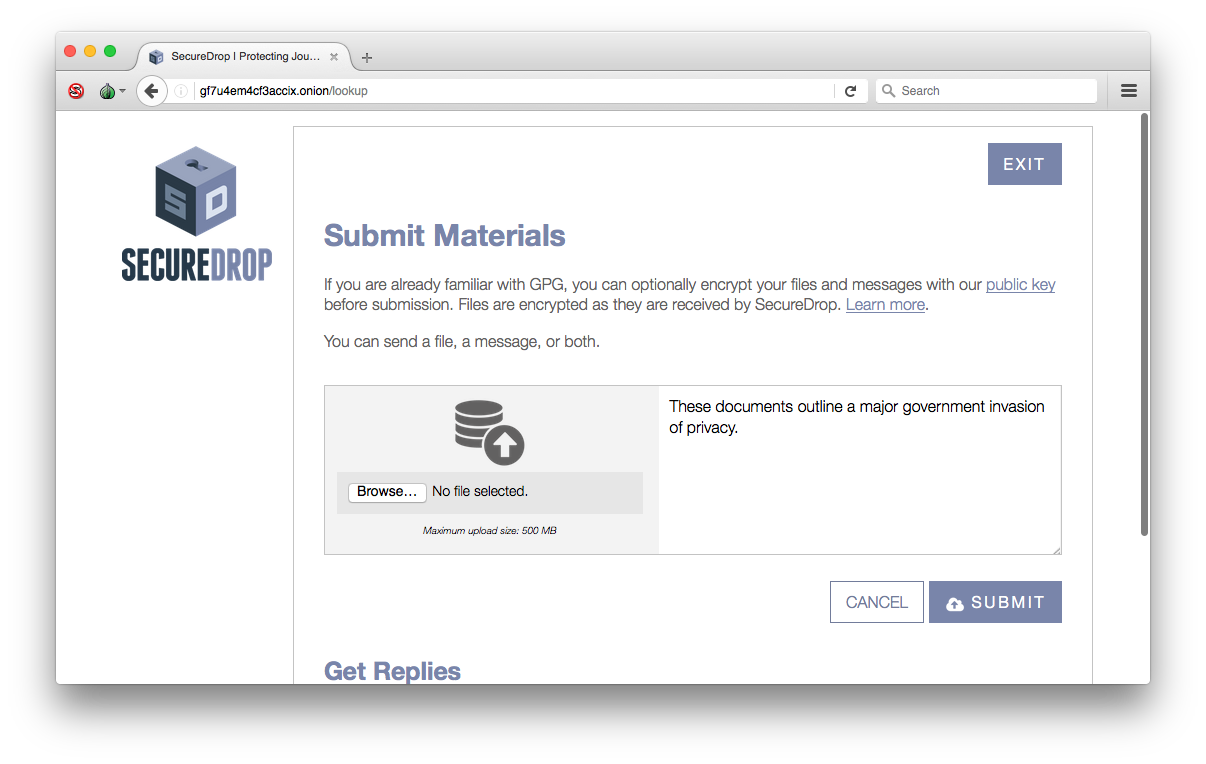 SecureDrop | Protecting Jou...
gf7u4em4cf3accix.onion/lookup
Search
SD
SECUREDROP
EXIT
Submit Materials
If you are already familiar with GPG, you can optionally encrypt your files and messages with our public key
before submission. Files are encrypted as they are received by SecureDrop. Learn more.
You can send a file, a message, or both.
These documents outline a major government invasion
of privacy.
Browse... No file selected.
Maximum upload size: 500 MB
CANCEL
SUBMIT
Get Replies